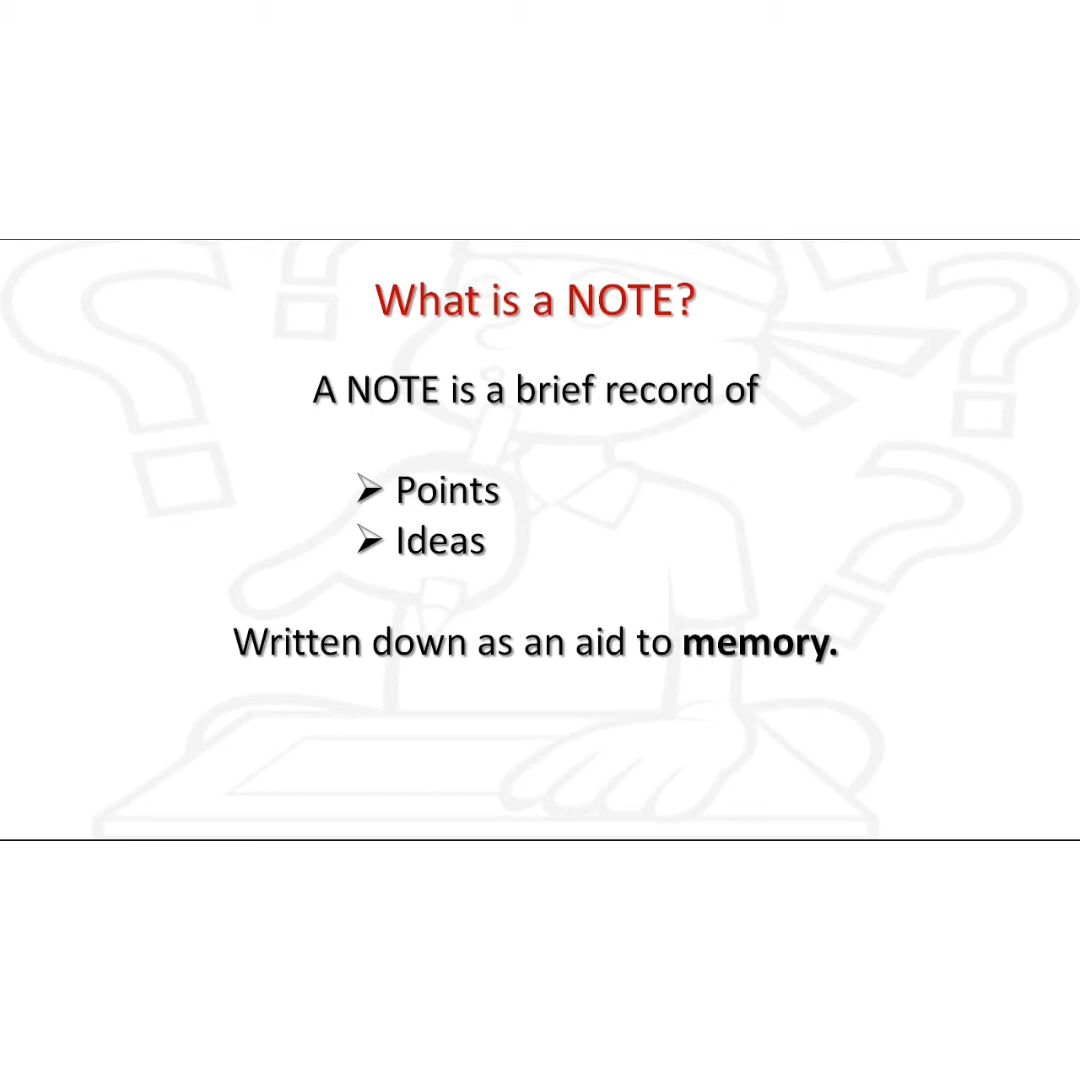 What is a NOTE?
A NOTE is a brief record of
➢ Points
➢ Ideas
Written down as an aid to memory.